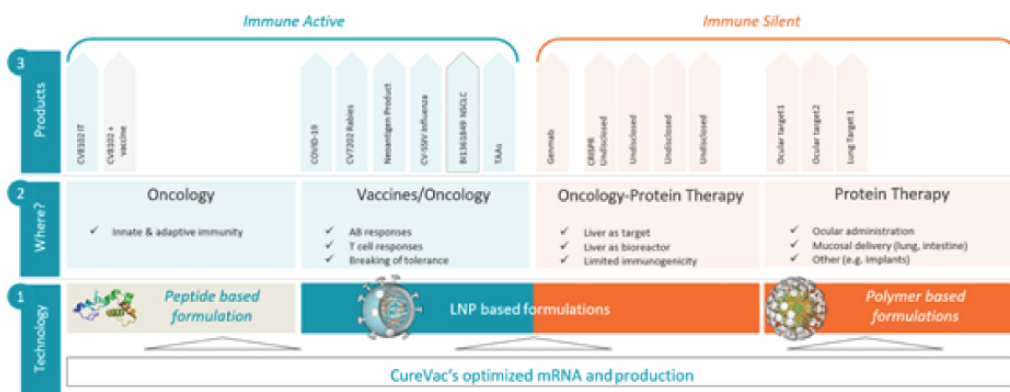 Immune Active
Immune Silent
3
Products
CV8102 IT
CV8102 +
vaccine
COVID-19
CV7202 Rabies
Neoantigen Product
CV-SSIV Influenza
BI1361849 NSCLC
TAAs
Genmab
CRISPR
Undisclosed
Undisclosed
Undisclosed
Undisclosed
Ocular target1
Ocular target2
Lung Target 1
2
Where?
Oncology
✓ Innate & adaptive immunity
Vaccines/Oncology
✓ AB responses
✓ T cell responses
✓ Breaking of tolerance
Oncology-Protein Therapy
✓ Liver as target
✓ Liver as bioreactor
✓ Limited immunogenicity
Protein Therapy
✓ Ocular administration
✓ Mucosal delivery (lung, intestine)
✓ Other (e.g. Implants)
1
Technology
Peptide based
formulation
LNP based formulations
Polymer based
formulations
CureVac's optimized mRNA and production